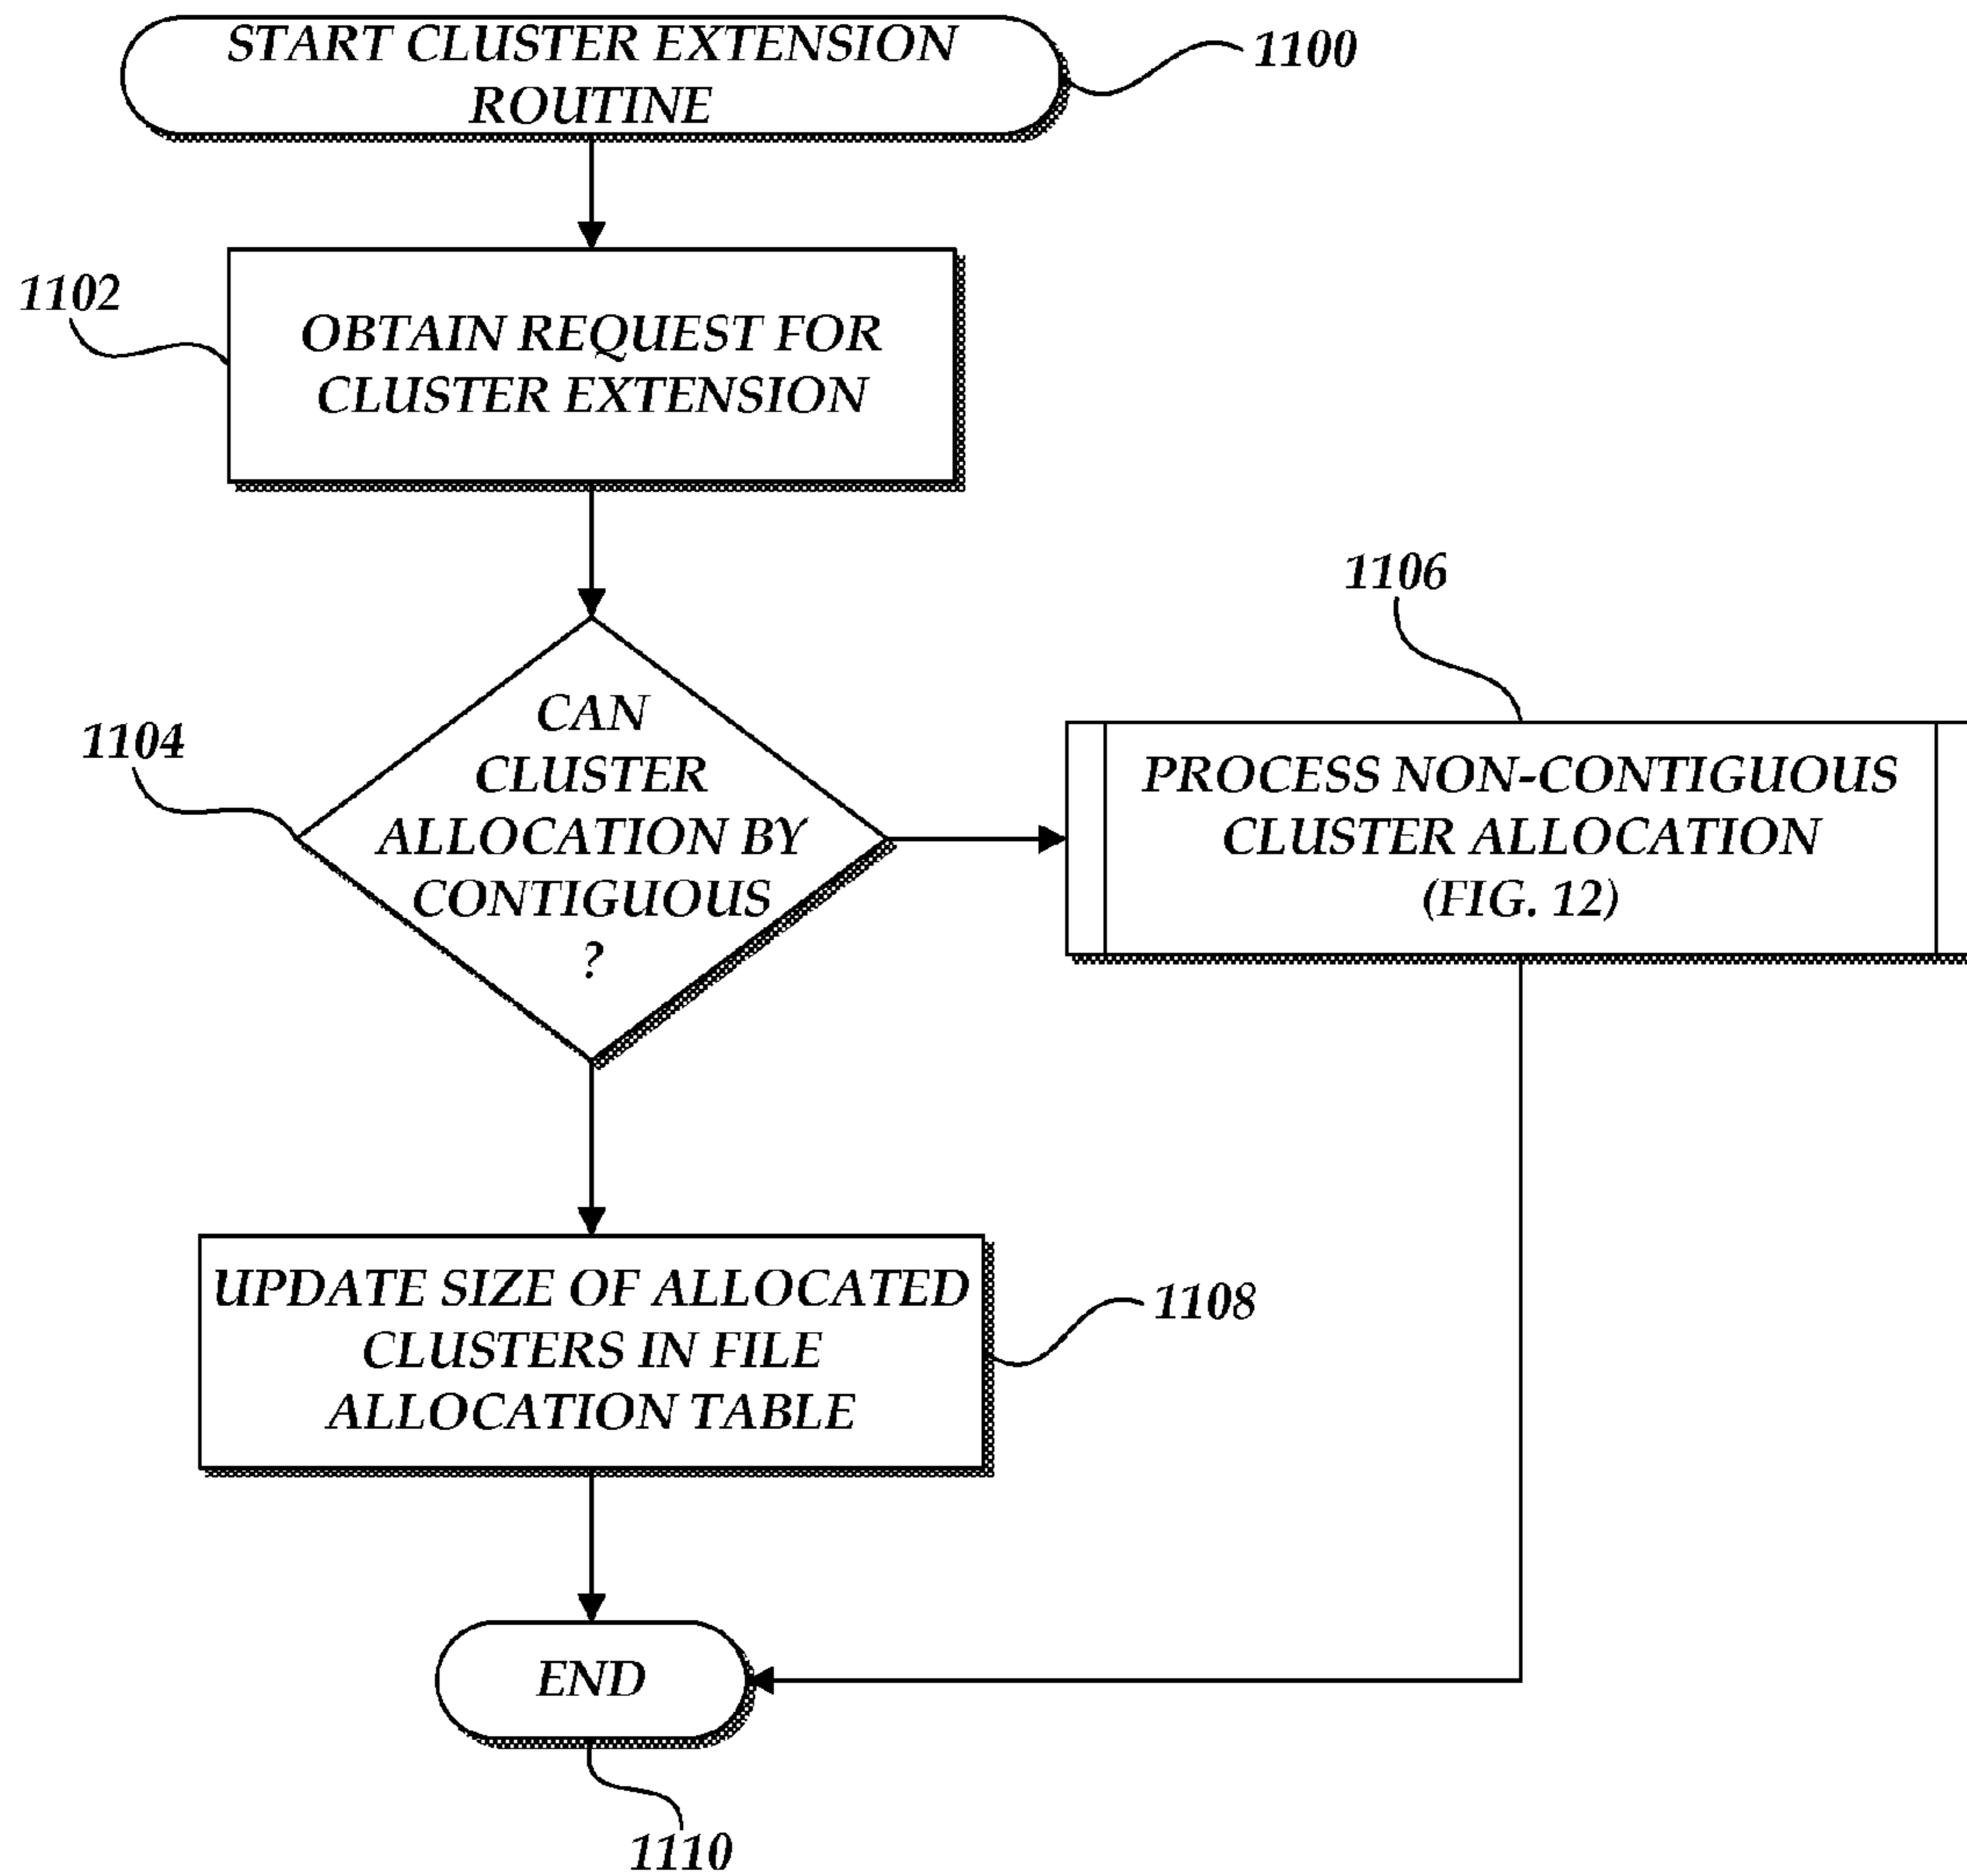 START CLUSTER EXTENSION
ROUTINE
1100
1102
OBTAIN REQUEST FOR
CLUSTER EXTENSION
1104
CAN
CLUSTER
ALLOCATION BY
CONTIGUOUS
?
1106
PROCESS NON-CONTIGUOUS
CLUSTER ALLOCATION
(FIG. 12)
UPDATE SIZE OF ALLOCATED
CLUSTERS IN FILE
ALLOCATION TABLE
1108
END
1110